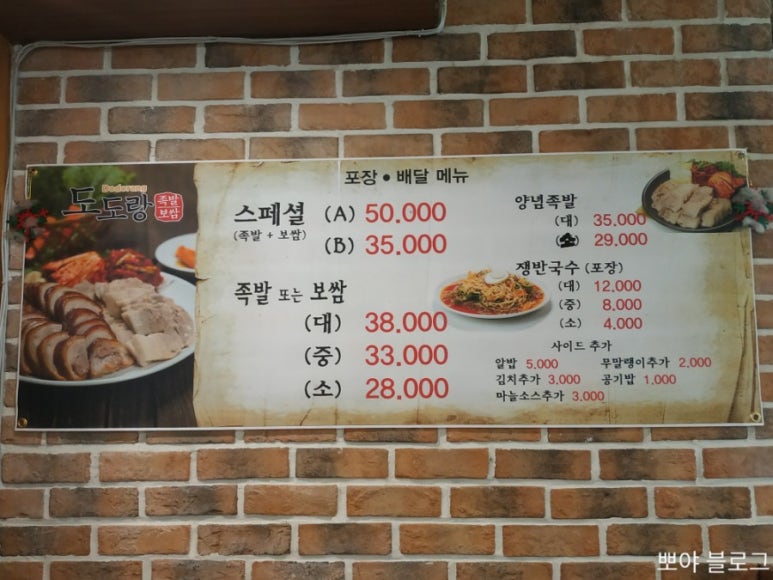 Dodorang
도도랑
족발
보쌈
포장 • 배달 메뉴
스페셜 (A) 50.000
(족발 + 보쌈) (B) 35.000
족발 또는 보쌈
(대) 38.000
(중) 33.000
(소) 28.000
양념족발
(대) 35.000
(소) 29.000
쟁반국수 (포장)
(대) 12,000
(중) 8,000
(소) 4,000
사이드 추가
알밥 5,000 무말랭이추가 2,000
김치추가 3,000 공기밥 1,000
마늘소스추가 3,000
뽀야 블로그